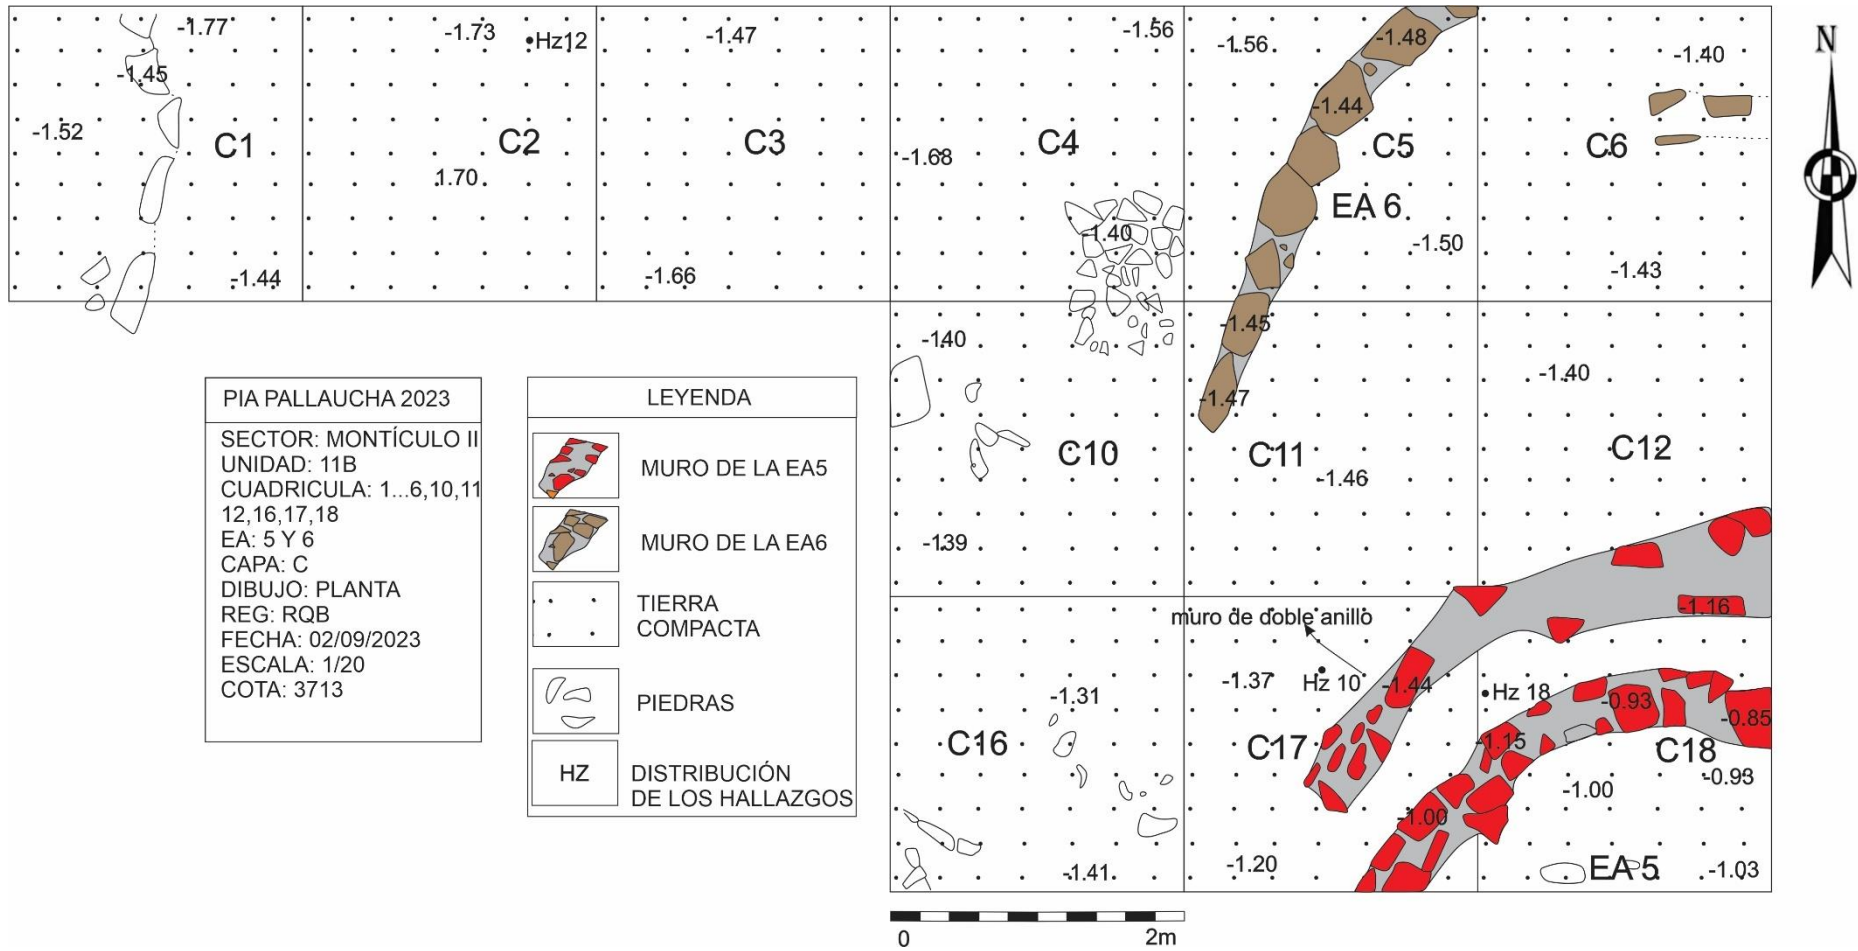 -1.77
-1.73
Hz12
-1.47
-1.56
-1.56
-1.48
-1.40
N
-1.45
-1.44
-1.52
C1
C2
C3
C4
C5
C6
-1.68
1.70
EA 6
-1.40
-1.50
-1.44
-1.66
-1.43
-1.45
-140
-1.40
-1.47
C10
C11
C12
-1.46
-139
PIA PALLAUCHA 2023
SECTOR: MONTÍCULO II
UNIDAD: 11B
CUADRICULA: 1...6,10,11
12,16,17,18
EA: 5 Y 6
CAPA: C
DIBUJO: PLANTA
REG: RQB
FECHA: 02/09/2023
ESCALA: 1/20
COTA: 3713
LEYENDA
MURO DE LA EA5
MURO DE LA EA6
TIERRA
COMPACTA
PIEDRAS
HZ
DISTRIBUCIÓN
DE LOS HALLAZGOS
-1.16
muro de doble anillo
-1.37
Hz 10
-1.44
Hz 18
-1.31
-0.93
-0.85
C16
C17
-1.15
C18
-0.93
-1.00
-1.00
-1.41
-1.20
EA 5
-1.03
0
2m